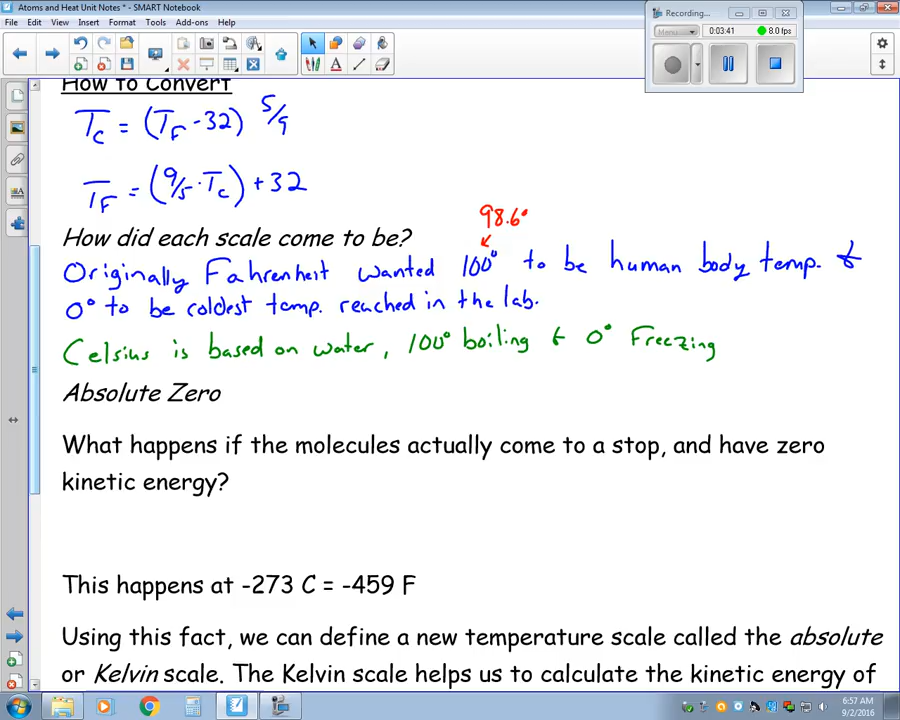 Atoms and Heat Unit Notes * - SMART Notebook
File Edit View Insert Format Tools Add-ons Help
Recording...
Menu
0:03:41
8.0 fps
How to Convert
T_C = (T_F - 32) 5/9
T_F = (9/5 · T_C) + 32
98.6°
How did each scale come to be?
Originally Fahrenheit wanted 100° to be human body temp. &
0° to be coldest temp. reached in the lab.
Celsius is based on water, 100° boiling & 0° Freezing
Absolute Zero
What happens if the molecules actually come to a stop, and have zero
kinetic energy?
This happens at -273 C = -459 F
Using this fact, we can define a new temperature scale called the absolute
or Kelvin scale. The Kelvin scale helps us to calculate the kinetic energy of
6:57 AM
9/2/2016